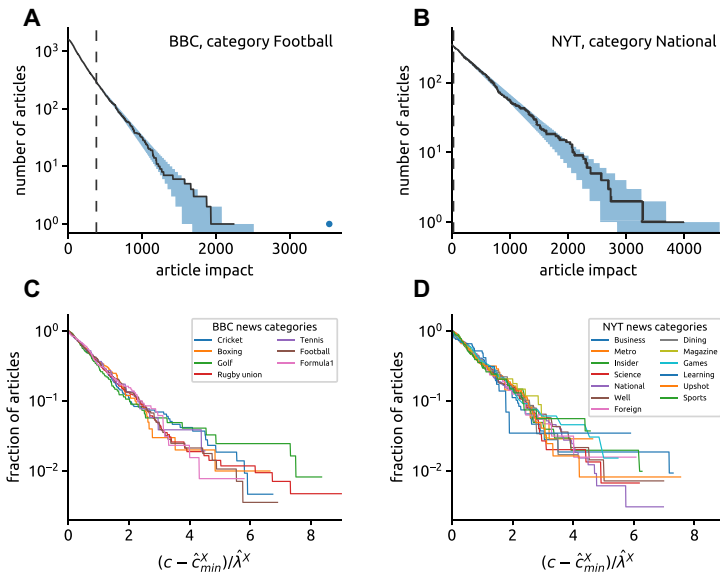 A
BBC, category Football
10³
10²
10¹
10⁰
number of articles
0
1000
2000
3000
article impact
B
NYT, category National
10²
10¹
10⁰
number of articles
0
1000
2000
3000
4000
article impact
C
BBC news categories
Cricket
Boxing
Golf
Rugby union
Tennis
Football
Formula1
10⁰
10⁻¹
10⁻²
fraction of articles
0
2
4
6
8
(c − ĉ^X_min)/λ̂^X
D
NYT news categories
Business
Metro
Insider
Science
National
Well
Foreign
Dining
Magazine
Games
Learning
Upshot
Sports
10⁰
10⁻¹
10⁻²
fraction of articles
0
2
4
6
8
(c − ĉ^X_min)/λ̂^X